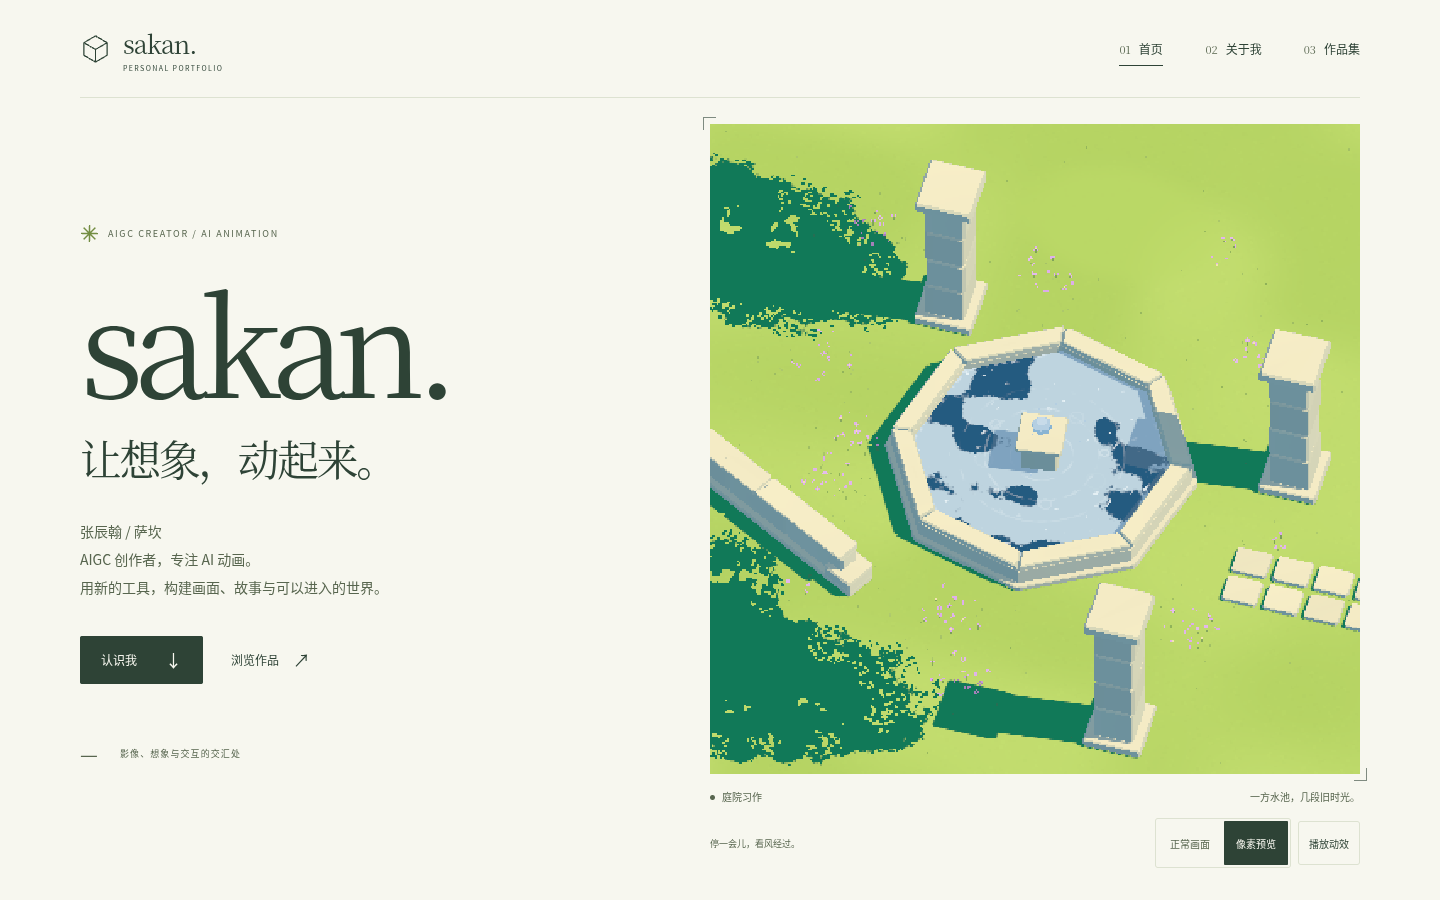 sakan.
PERSONAL PORTFOLIO
01 首页
02 关于我
03 作品集
AIGC CREATOR / AI ANIMATION
sakan.
让想象，动起来。
张辰翰 / 萨坎
AIGC 创作者，专注 AI 动画。
用新的工具，构建画面、故事与可以进入的世界。
认识我 ↓
浏览作品 ↗
— 影像、想象与交互的交汇处
庭院习作
一方水池，几段旧时光。
停一会儿，看风经过。
正常画面
像素预览
播放动效